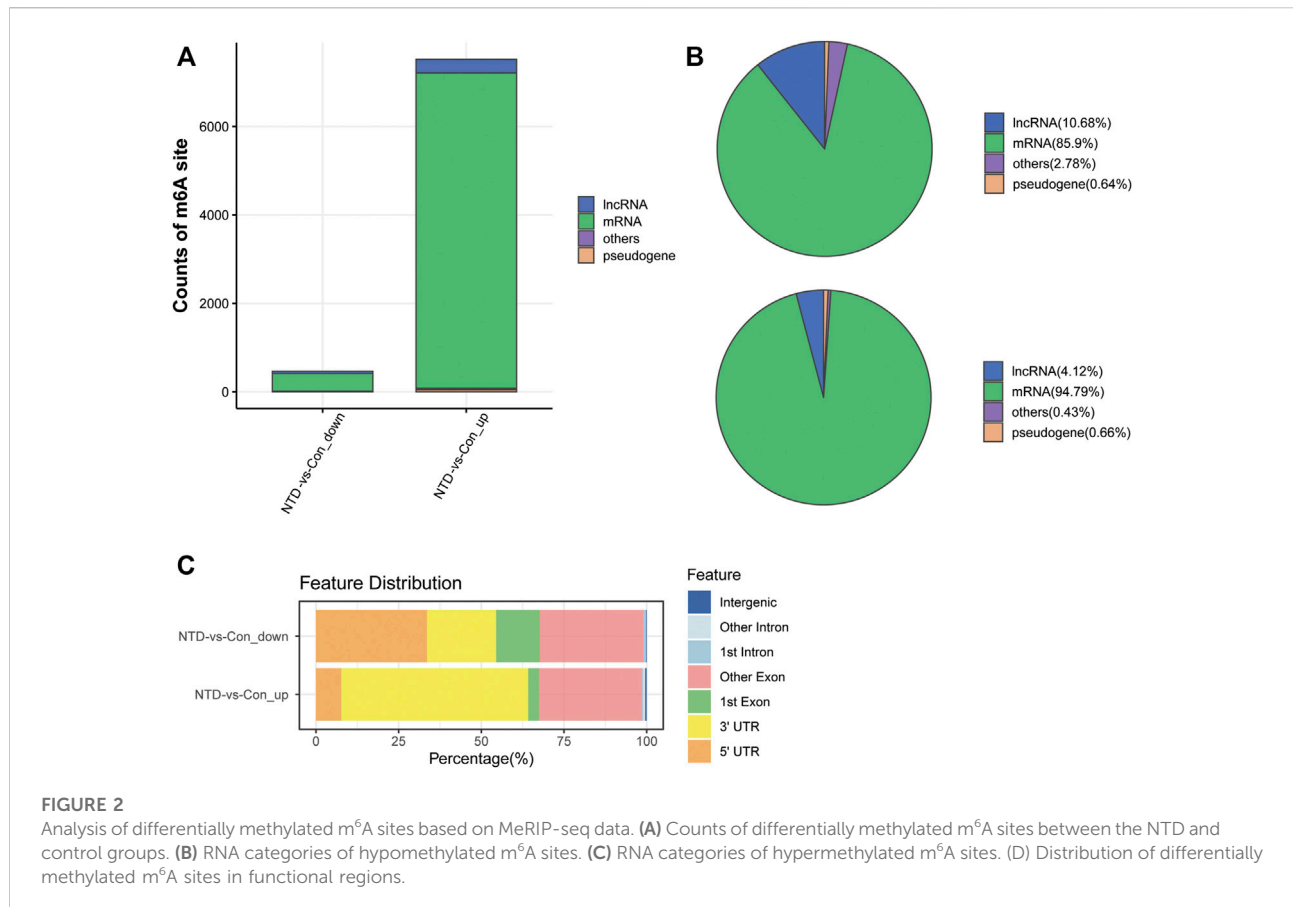 A
Counts of m6A site
6000
4000
2000
0
NTD-vs-Con_down
NTD-vs-Con_up
lncRNA
mRNA
others
pseudogene
B
lncRNA(10.68%)
mRNA(85.9%)
others(2.78%)
pseudogene(0.64%)
lncRNA(4.12%)
mRNA(94.79%)
others(0.43%)
pseudogene(0.66%)
C
Feature Distribution
NTD-vs-Con_down
NTD-vs-Con_up
0 25 50 75 100
Percentage(%)
Feature
Intergenic
Other Intron
1st Intron
Other Exon
1st Exon
3' UTR
5' UTR
FIGURE 2
Analysis of differentially methylated m⁶A sites based on MeRIP-seq data. (A) Counts of differentially methylated m⁶A sites between the NTD and
control groups. (B) RNA categories of hypomethylated m⁶A sites. (C) RNA categories of hypermethylated m⁶A sites. (D) Distribution of differentially
methylated m⁶A sites in functional regions.